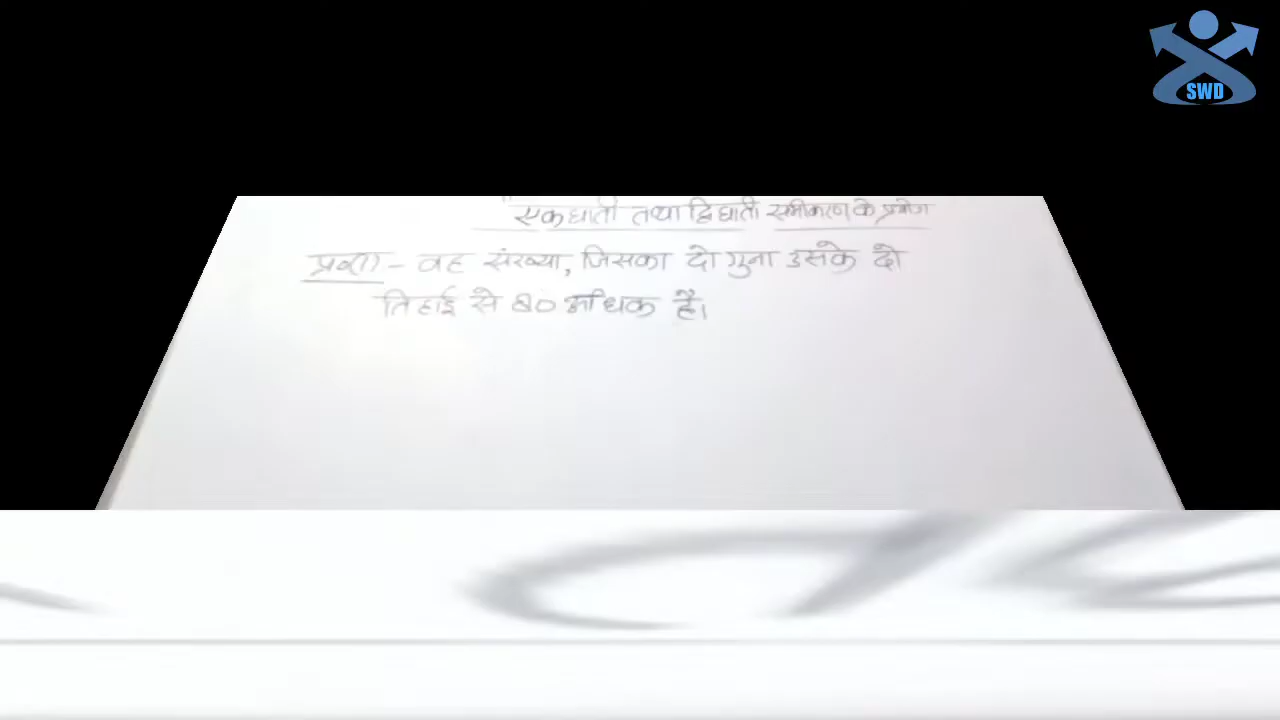 SWD
एकघाती तथा द्विघाती समीकरण के प्रयोग
प्रश्न - वह संख्या, जिसका दो गुना उसके दो
तिहाई से 80 अधिक है।